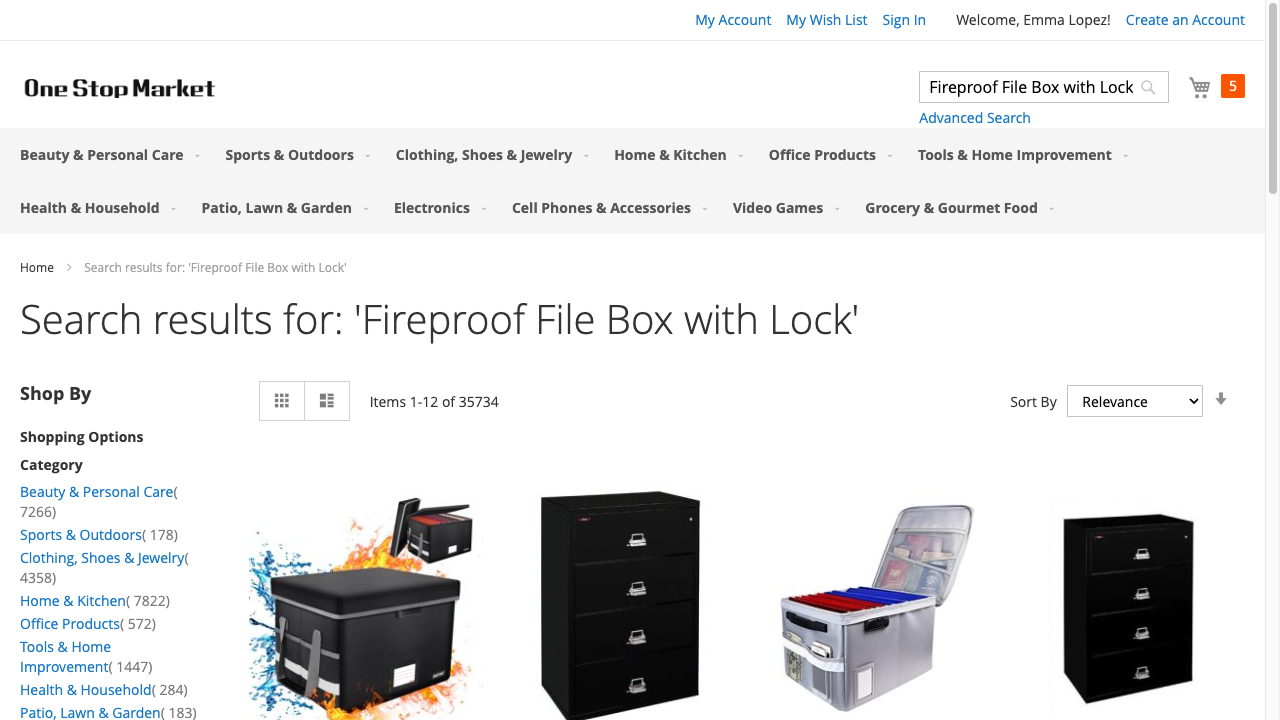 My Account My Wish List Sign In Welcome, Emma Lopez! Create an Account
One Stop Market
Fireproof File Box with Lock
5
Advanced Search
Beauty & Personal Care Sports & Outdoors Clothing, Shoes & Jewelry Home & Kitchen Office Products Tools & Home Improvement
Health & Household Patio, Lawn & Garden Electronics Cell Phones & Accessories Video Games Grocery & Gourmet Food
Home Search results for: 'Fireproof File Box with Lock'
Search results for: 'Fireproof File Box with Lock'
Shop By
Items 1-12 of 35734
Sort By Relevance
Shopping Options
Category
Beauty & Personal Care( 
7266)
Sports & Outdoors( 178)
Clothing, Shoes & Jewelry( 
4358)
Home & Kitchen( 7822)
Office Products( 572)
Tools & Home
Improvement( 1447)
Health & Household( 284)
Patio, Lawn & Garden( 183)